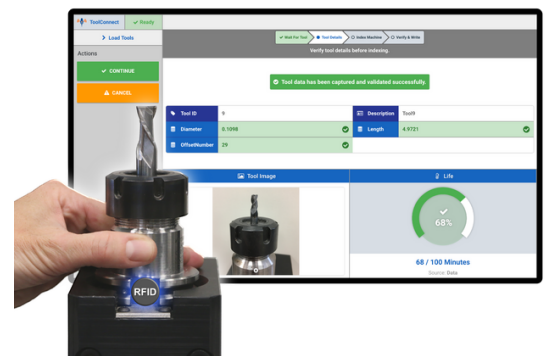 ToolConnect
Ready
Load Tools
Actions
CONTINUE
CANCEL
Wait For Tool
Tool Details
Index Machine
Verify & Write
Verify tool details before indexing.
Tool data has been captured and validated successfully.
Tool ID 9 Description Tool9
Diameter 0.1098 Length 4.9721
OffsetNumber 29
Tool Image Life
68%
68 / 100 Minutes
Source: Data
RFID